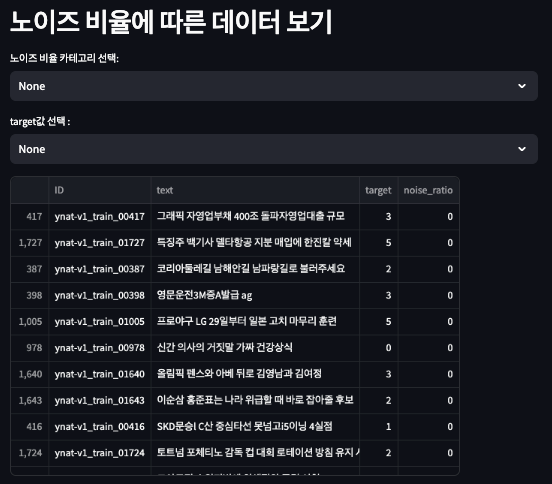 노이즈 비율에 따른 데이터 보기
노이즈 비율 카테고리 선택:
None
target값 선택 :
None
ID text target noise_ratio
417 ynat-v1_train_00417 그래픽 자영업부채 400조 돌파자영업대출 규모 3 0
1,727 ynat-v1_train_01727 특징주 백기사 델타항공 지분 매입에 한진칼 약세 5 0
387 ynat-v1_train_00387 코리아둘레길 남해안길 남파랑길로 불러주세요 2 0
398 ynat-v1_train_00398 영문운전3M증A발급 ag 3 0
1,005 ynat-v1_train_01005 프로야구 LG 29일부터 일본 고치 마무리 훈련 5 0
978 ynat-v1_train_00978 신간 의사의 거짓말 가짜 건강상식 0 0
1,640 ynat-v1_train_01640 올림픽 펜스와 아베 뒤로 김영남과 김여정 3 0
1,643 ynat-v1_train_01643 이순삼 홍준표는 나라 위급할 때 바로 잡아줄 후보 2 0
416 ynat-v1_train_00416 SKD문승I C산 중심타선 못넘고i5이닝 4실점 1 0
1,724 ynat-v1_train_01724 토트넘 포체티노 감독 컵 대회 로테이션 방침 유지 2 0